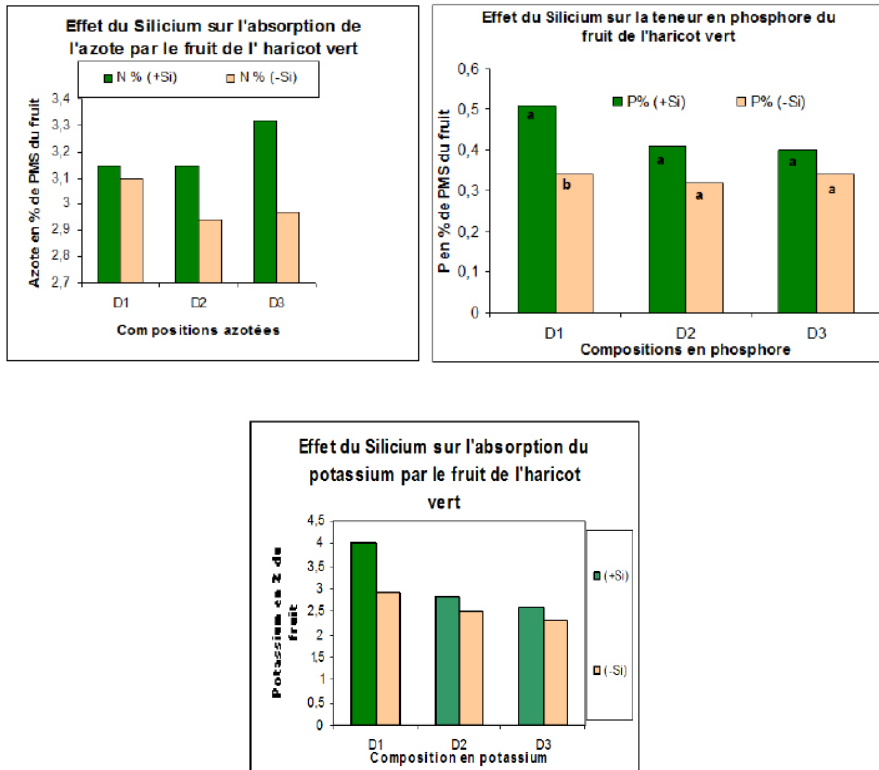 Effet du Silicium sur l'absorption de
l'azote par le fruit de l' haricot vert
N % (+Si) N % (-Si)
3,4
3,3
3,2
3,1
3
2,9
2,8
2,7
Azote en % de PMS du fruit
D1 D2 D3
Compositions azotées
Effet du Silicium sur la teneur en phosphore du
fruit de l'haricot vert
P% (+Si) P% (-Si)
0,6
0,5
0,4
0,3
0,2
0,1
0
P en % de PMS du fruit
a
b
a
a
a
a
D1 D2 D3
Compositions en phosphore
Effet du Silicium sur l'absorption du
potassium par le fruit de l'haricot
vert
4,5
4
3,5
3
2,5
2
1,5
1
0,5
0
Potassium en % du
fruit
(+Si)
(-Si)
D1 D2 D3
Composition en potassium